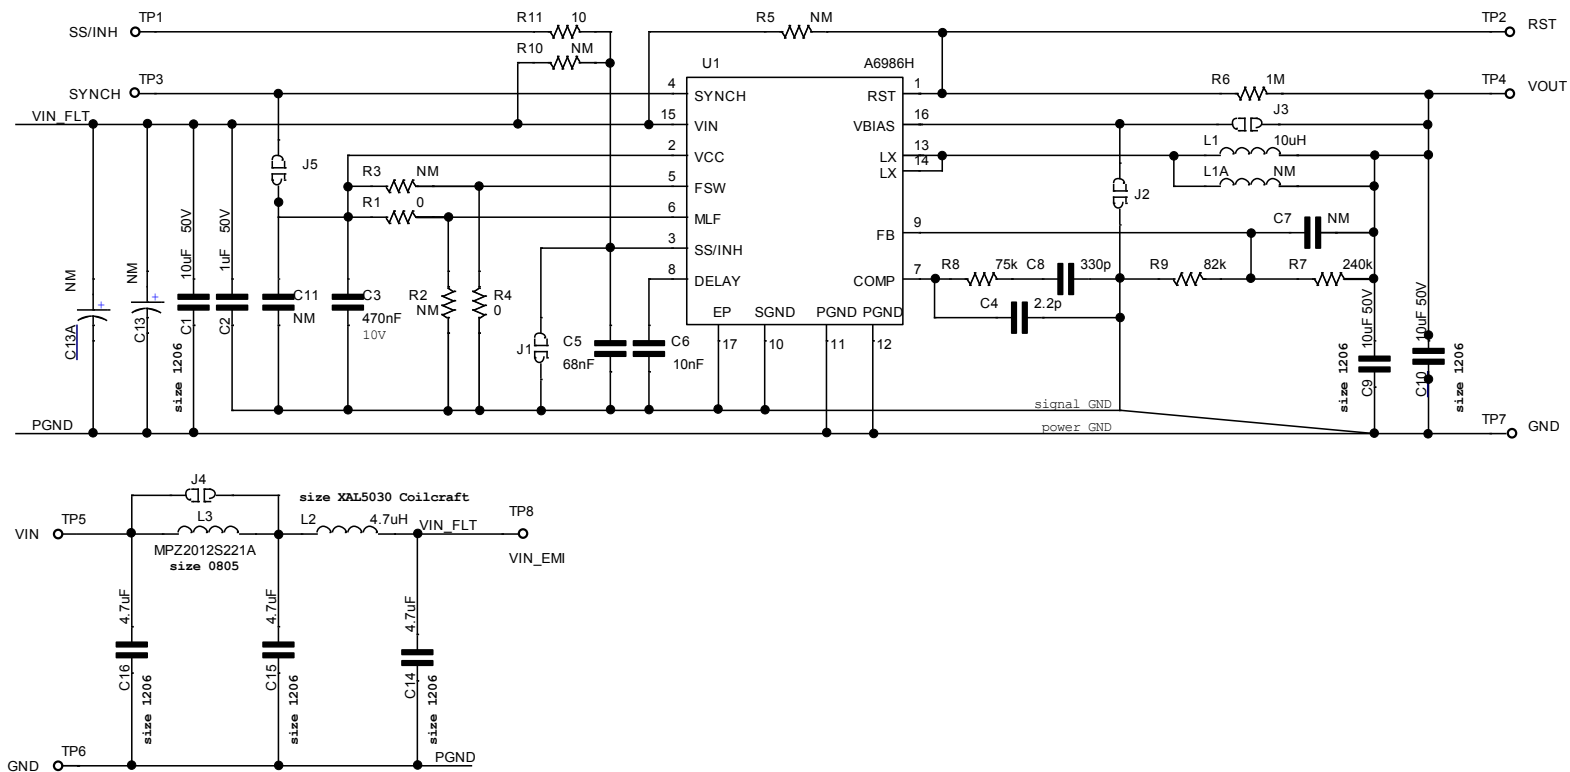 TP1
SS/INH
R11 10
R10 NM
R5 NM
TP2
RST
U1 A6986H
TP3
SYNCH
VIN_FLT
4 SYNCH
15 VIN
2 VCC
5 FSW
6 MLF
3 SS/INH
8 DELAY
RST 1
VBIAS 16
LX 13
LX 14
FB 9
COMP 7
EP SGND PGND PGND
17 10 11 12
R6 1M
TP4
VOUT
J3
L1 10uH
L1A NM
J2
J5
R3 NM
R1 0
C7 NM
R8 75k C8 330p
R9 82k
R7 240k
C4 2.2p
NM
C13A
NM
C13
10uF 50V
C1
size 1206
1uF 50V
C2
C11
NM
C3
470nF
10V
R2
NM
R4
0
J1
C5
68nF
C6
10nF
10uF 50V
C9
size 1206
10uF 50V
C10
size 1206
signal GND
power GND
PGND
TP7
GND
J4
size XAL5030 Coilcraft
VIN
TP5
L3
MPZ2012S221A
size 0805
L2 4.7uH
VIN_FLT
TP8
VIN_EMI
4.7uF
C16
size 1206
4.7uF
C15
size 1206
4.7uF
C14
size 1206
TP6
GND
PGND